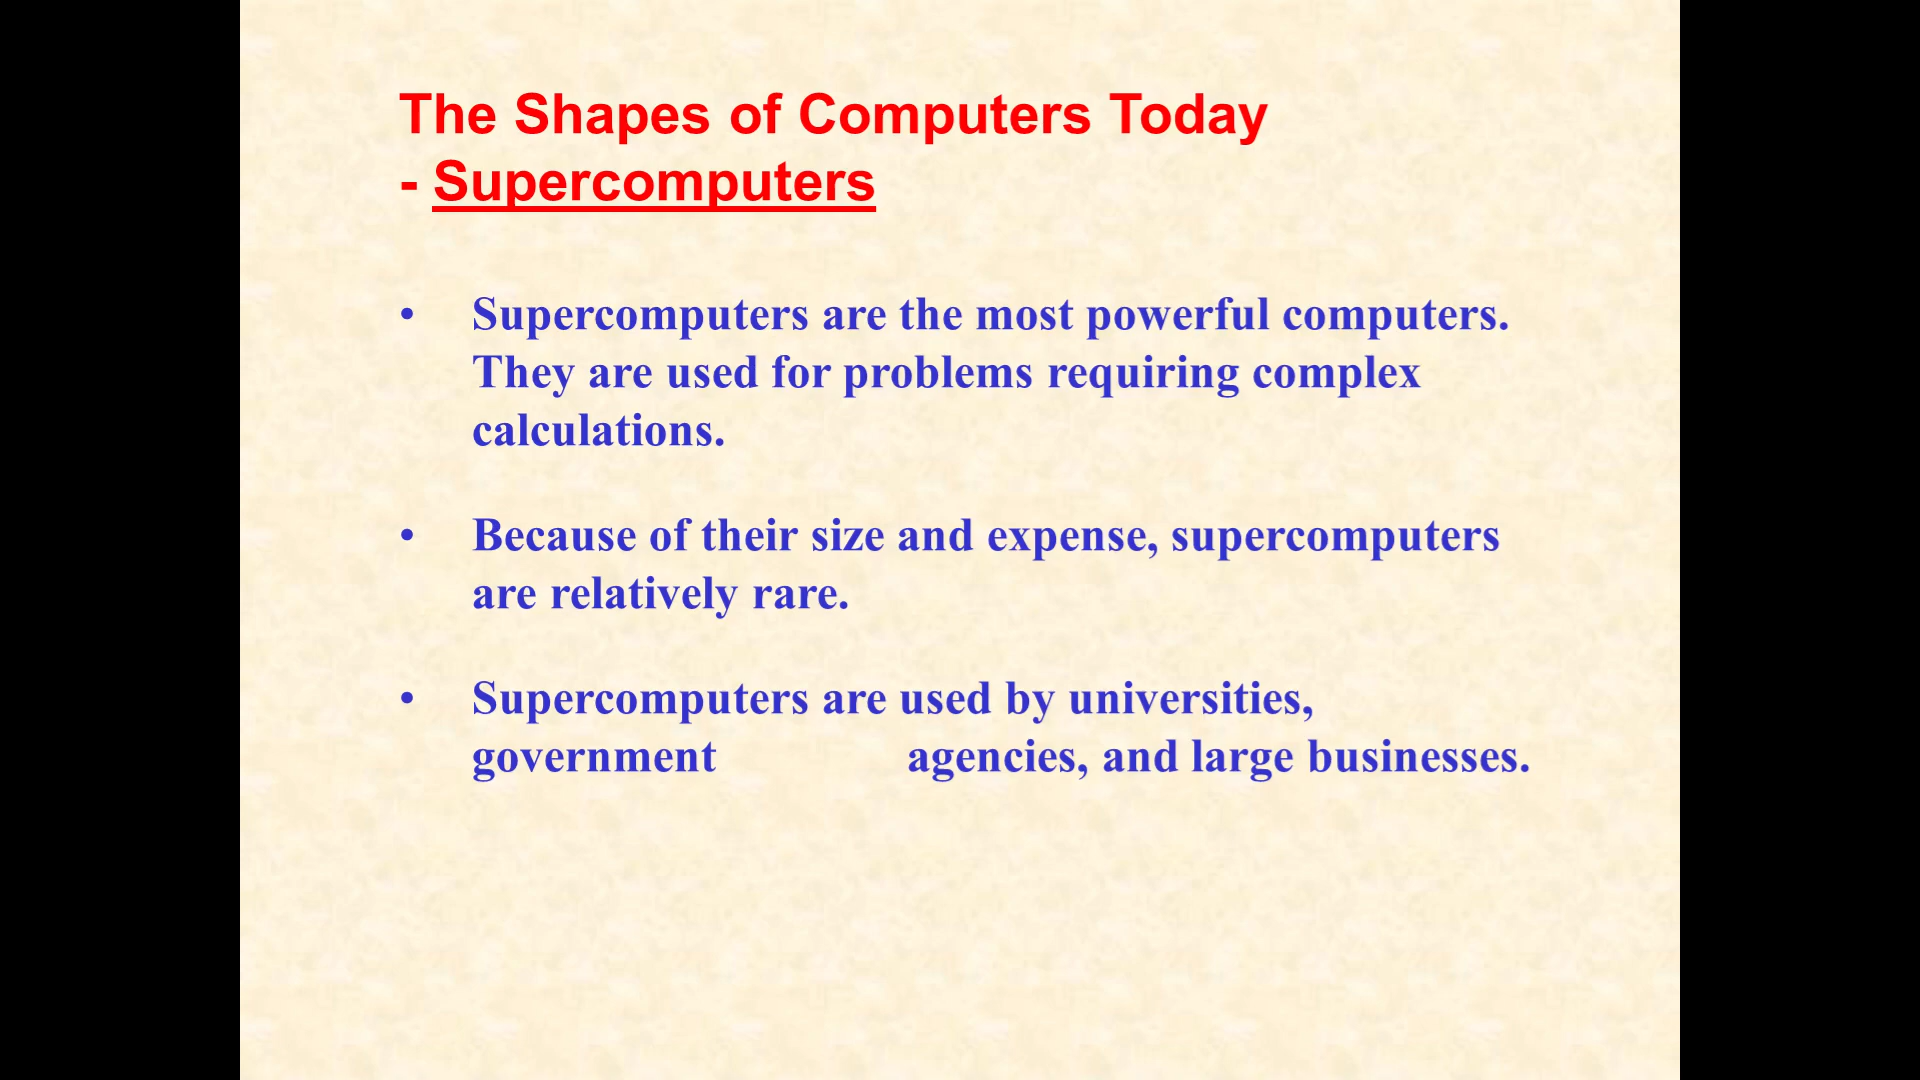 The Shapes of Computers Today
- Supercomputers
• Supercomputers are the most powerful computers.
They are used for problems requiring complex
calculations.
• Because of their size and expense, supercomputers
are relatively rare.
• Supercomputers are used by universities,
government agencies, and large businesses.